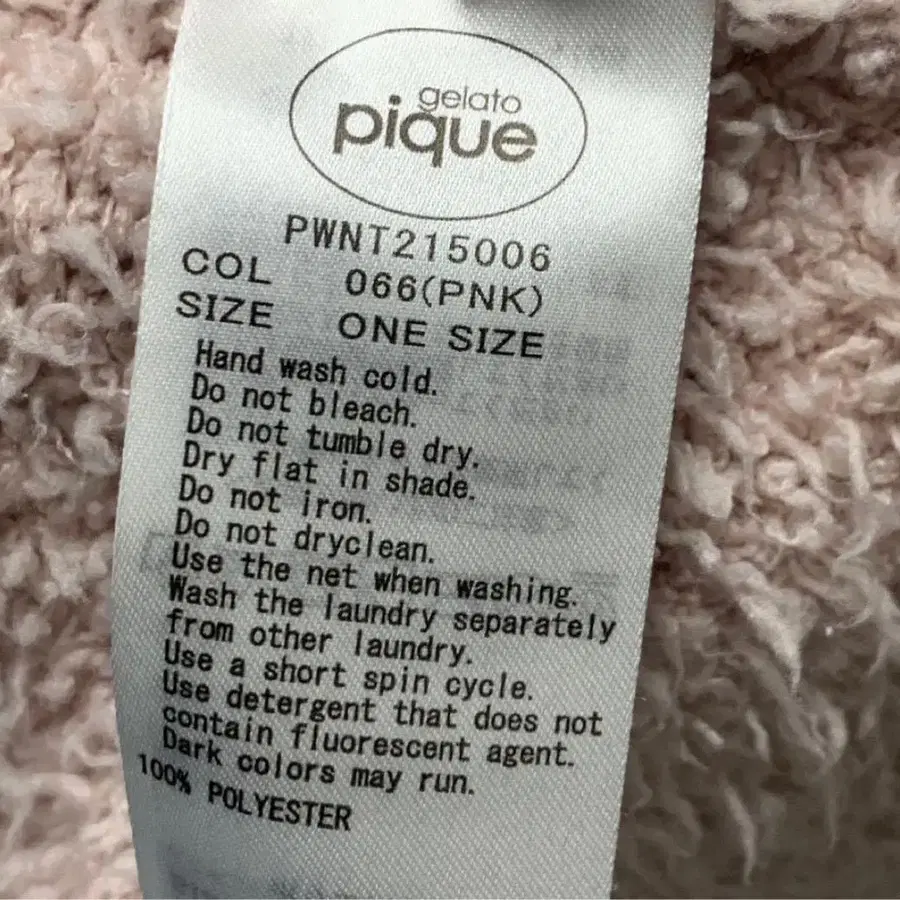 gelato
pique
PWNT215006
COL 066(PNK)
SIZE ONE SIZE
Hand wash cold.
Do not bleach.
Do not tumble dry.
Dry flat in shade.
Do not iron.
Do not dryclean.
Use the net when washing.
Wash the laundry separately
from other laundry.
Use a short spin cycle.
Use detergent that does not
contain fluorescent agent.
Dark colors may run.
100% POLYESTER